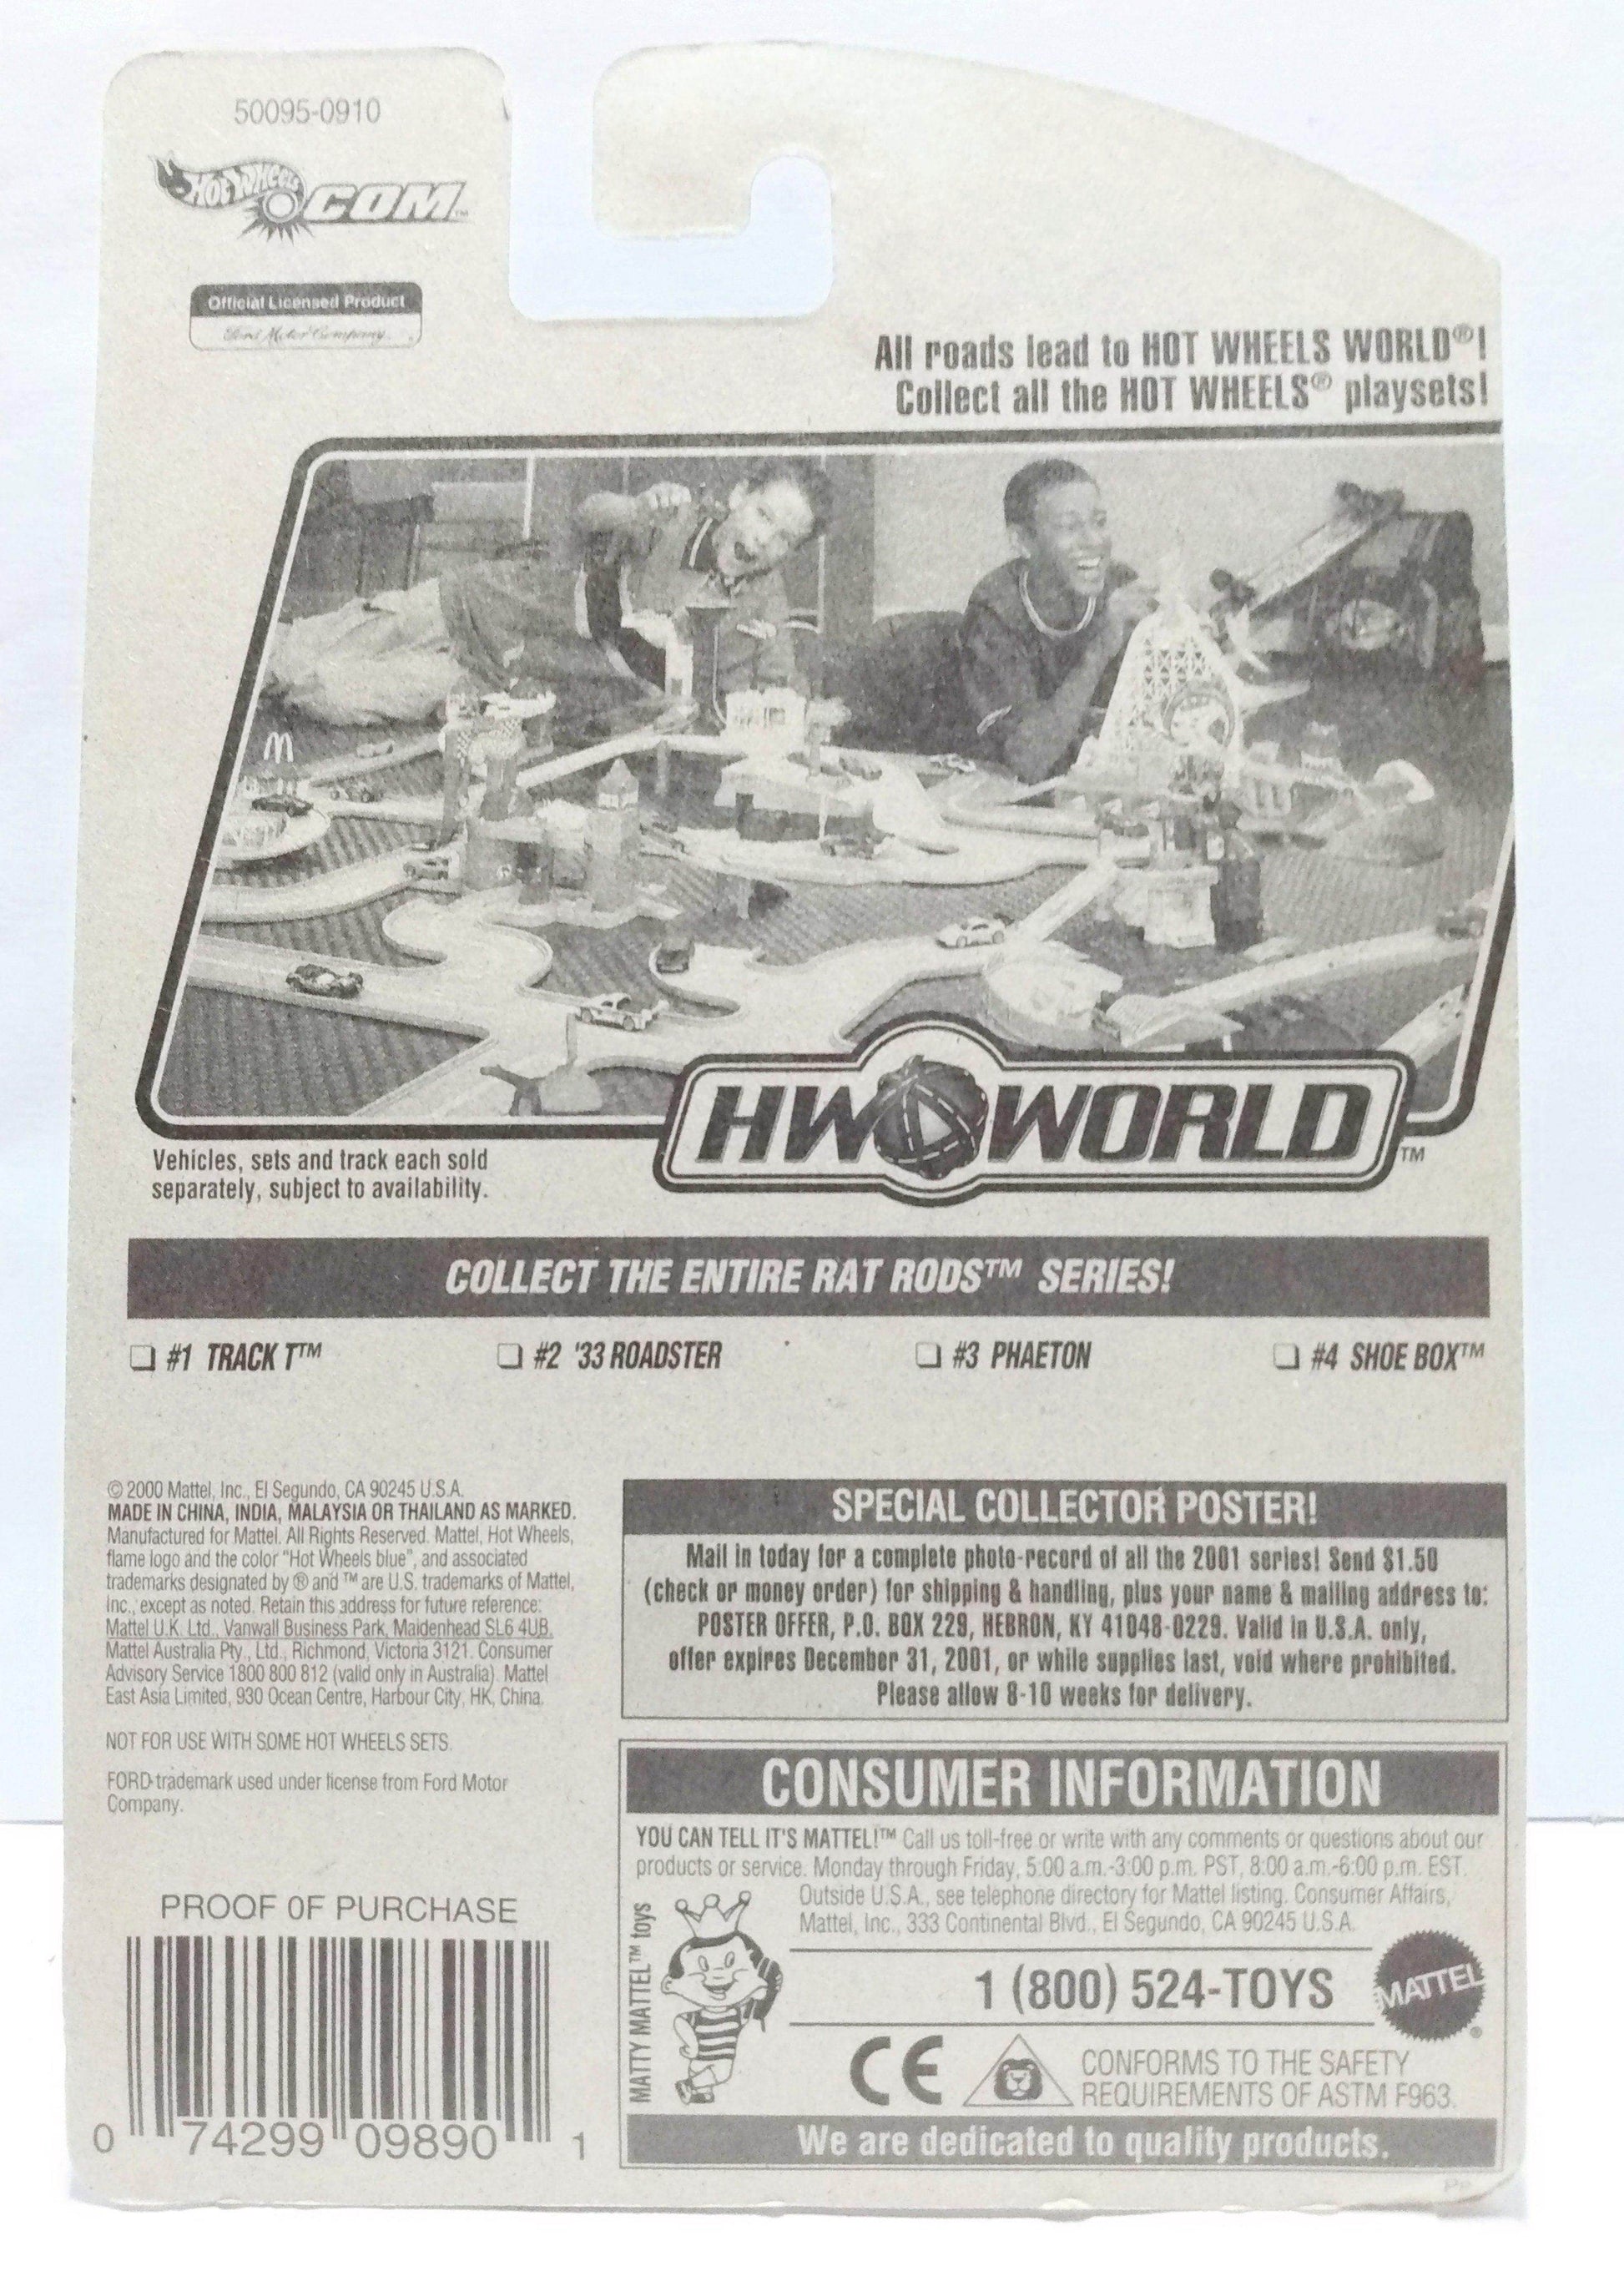 50095-0910
HOT WHEELS.COM™
Official Licensed Product
Ford Motor Company
All roads lead to HOT WHEELS WORLD®!
Collect all the HOT WHEELS® playsets!
HW WORLD™
Vehicles, sets and track each sold
separately, subject to availability.
COLLECT THE ENTIRE RAT RODS™ SERIES!
#1 TRACK T™
#2 '33 ROADSTER
#3 PHAETON
#4 SHOE BOX™
© 2000 Mattel, Inc., El Segundo, CA 90245 U.S.A.
MADE IN CHINA, INDIA, MALAYSIA OR THAILAND AS MARKED.
Manufactured for Mattel. All Rights Reserved. Mattel, Hot Wheels,
flame logo and the color "Hot Wheels blue", and associated
trademarks designated by ® and ™ are U.S. trademarks of Mattel,
Inc., except as noted. Retain this address for future reference:
Mattel U.K. Ltd., Vanwall Business Park, Maidenhead SL6 4UB.
Mattel Australia Pty., Ltd., Richmond, Victoria 3121. Consumer
Advisory Service 1800 800 812 (valid only in Australia). Mattel
East Asia Limited, 930 Ocean Centre, Harbour City, HK, China.
NOT FOR USE WITH SOME HOT WHEELS SETS.
FORD trademark used under license from Ford Motor
Company.
PROOF OF PURCHASE
0 74299 09890 1
SPECIAL COLLECTOR POSTER!
Mail in today for a complete photo-record of all the 2001 series! Send $1.50
(check or money order) for shipping & handling, plus your name & mailing address to:
POSTER OFFER, P.O. BOX 229, HEBRON, KY 41048-0229. Valid in U.S.A. only,
offer expires December 31, 2001, or while supplies last, void where prohibited.
Please allow 8-10 weeks for delivery.
CONSUMER INFORMATION
YOU CAN TELL IT'S MATTEL!™ Call us toll-free or write with any comments or questions about our
products or service. Monday through Friday, 5:00 a.m.-3:00 p.m. PST, 8:00 a.m.-6:00 p.m. EST.
Outside U.S.A., see telephone directory for Mattel listing. Consumer Affairs,
Mattel, Inc., 333 Continental Blvd., El Segundo, CA 90245 U.S.A.
MATTY MATTEL™ toys
1 (800) 524-TOYS
MATTEL®
CE
CONFORMS TO THE SAFETY
REQUIREMENTS OF ASTM F963.
We are dedicated to quality products.